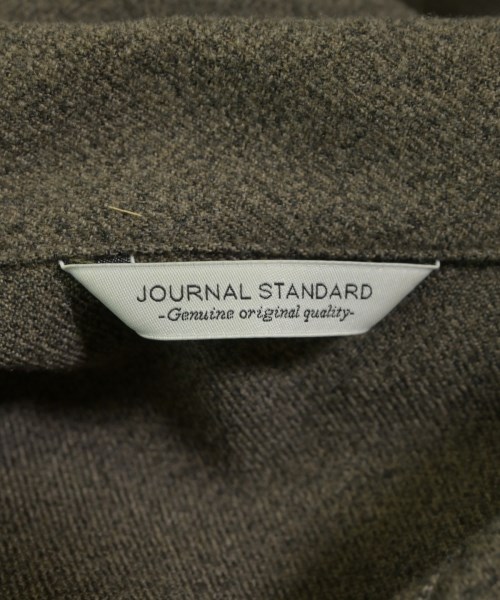 JOURNAL STANDARD
-Genuine original quality-